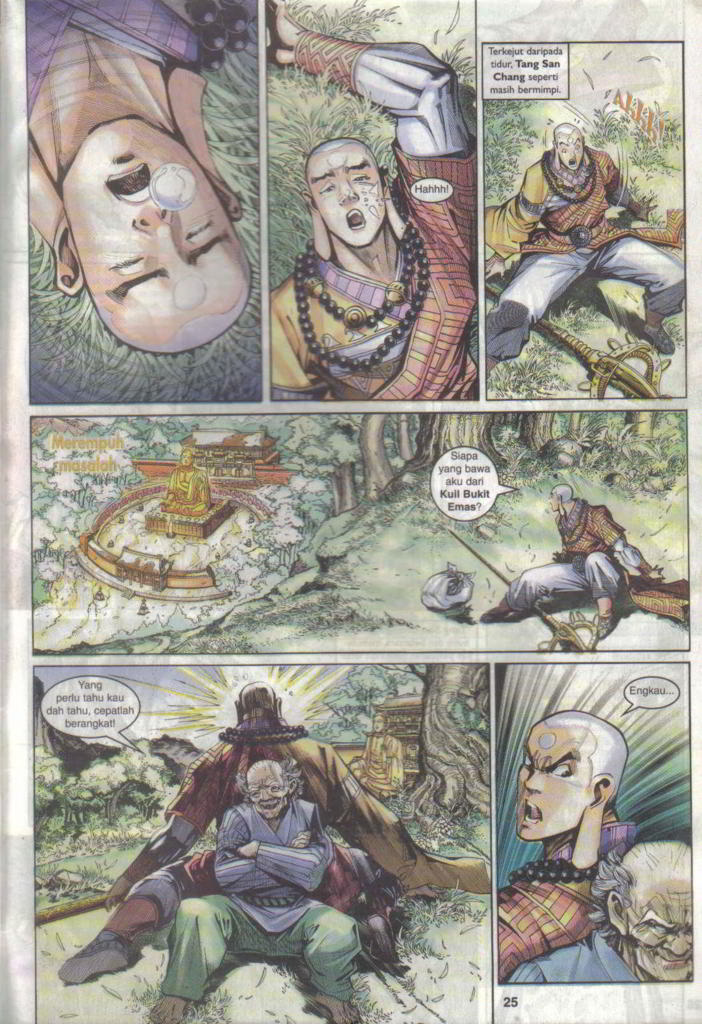 Hahhh!
Terkejut daripada
tidur, Tang San
Chang seperti
masih bermimpi.
Merempuh
masalah
Siapa
yang bawa
aku dari
Kuil Bukit
Emas?
Yang
perlu tahu kau
dah tahu, cepatlah
berangkat!
Engkau...
25